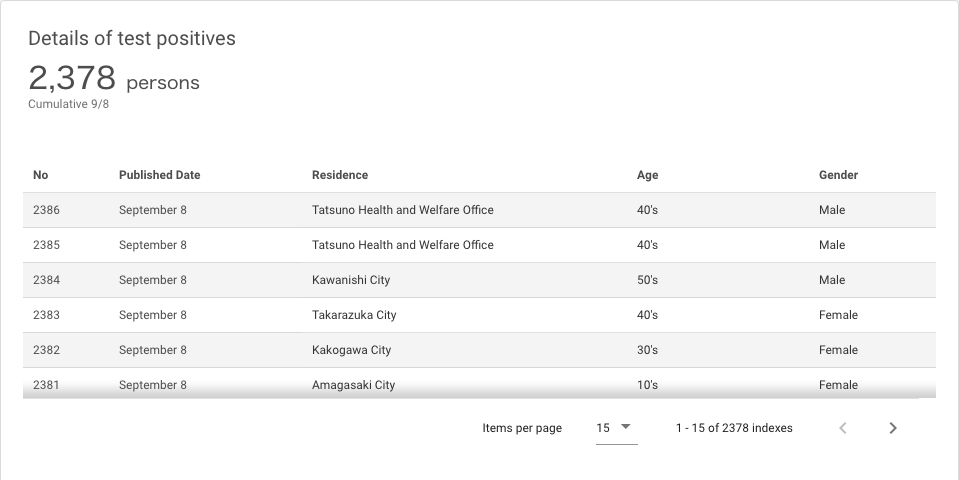 Details of test positives
2,378 persons
Cumulative 9/8
No Published Date Residence Age Gender
2386 September 8 Tatsuno Health and Welfare Office 40's Male
2385 September 8 Tatsuno Health and Welfare Office 40's Male
2384 September 8 Kawanishi City 50's Male
2383 September 8 Takarazuka City 40's Female
2382 September 8 Kakogawa City 30's Female
2381 September 8 Amagasaki City 10's Female
Items per page 15 1 - 15 of 2378 indexes